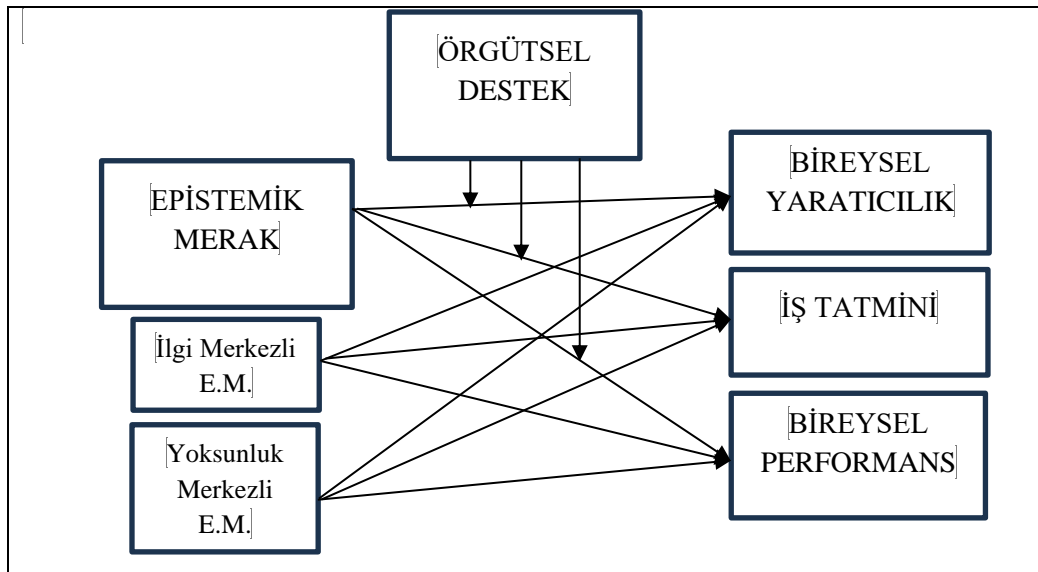 ÖRGÜTSEL
DESTEK
EPİSTEMİK
MERAK
İlgi Merkezli
E.M.
Yoksunluk
Merkezli
E.M.
BİREYSEL
YARATICILIK
İŞ TATMİNİ
BİREYSEL
PERFORMANS